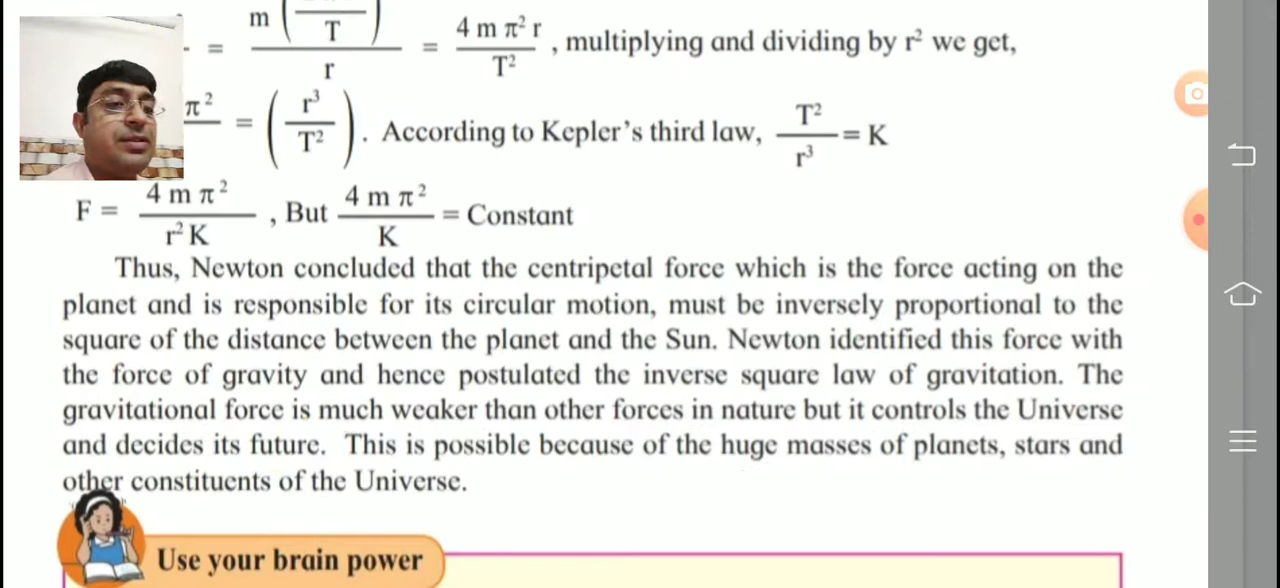 = m ( / T ) / r = 4 m π² r / T² , multiplying and dividing by r² we get,
π² = ( r³ / T² ) . According to Kepler’s third law, T² / r³ = K
F = 4 m π² / r² K , But 4 m π² / K = Constant
Thus, Newton concluded that the centripetal force which is the force acting on the
planet and is responsible for its circular motion, must be inversely proportional to the
square of the distance between the planet and the Sun. Newton identified this force with
the force of gravity and hence postulated the inverse square law of gravitation. The
gravitational force is much weaker than other forces in nature but it controls the Universe
and decides its future. This is possible because of the huge masses of planets, stars and
other constituents of the Universe.
Use your brain power